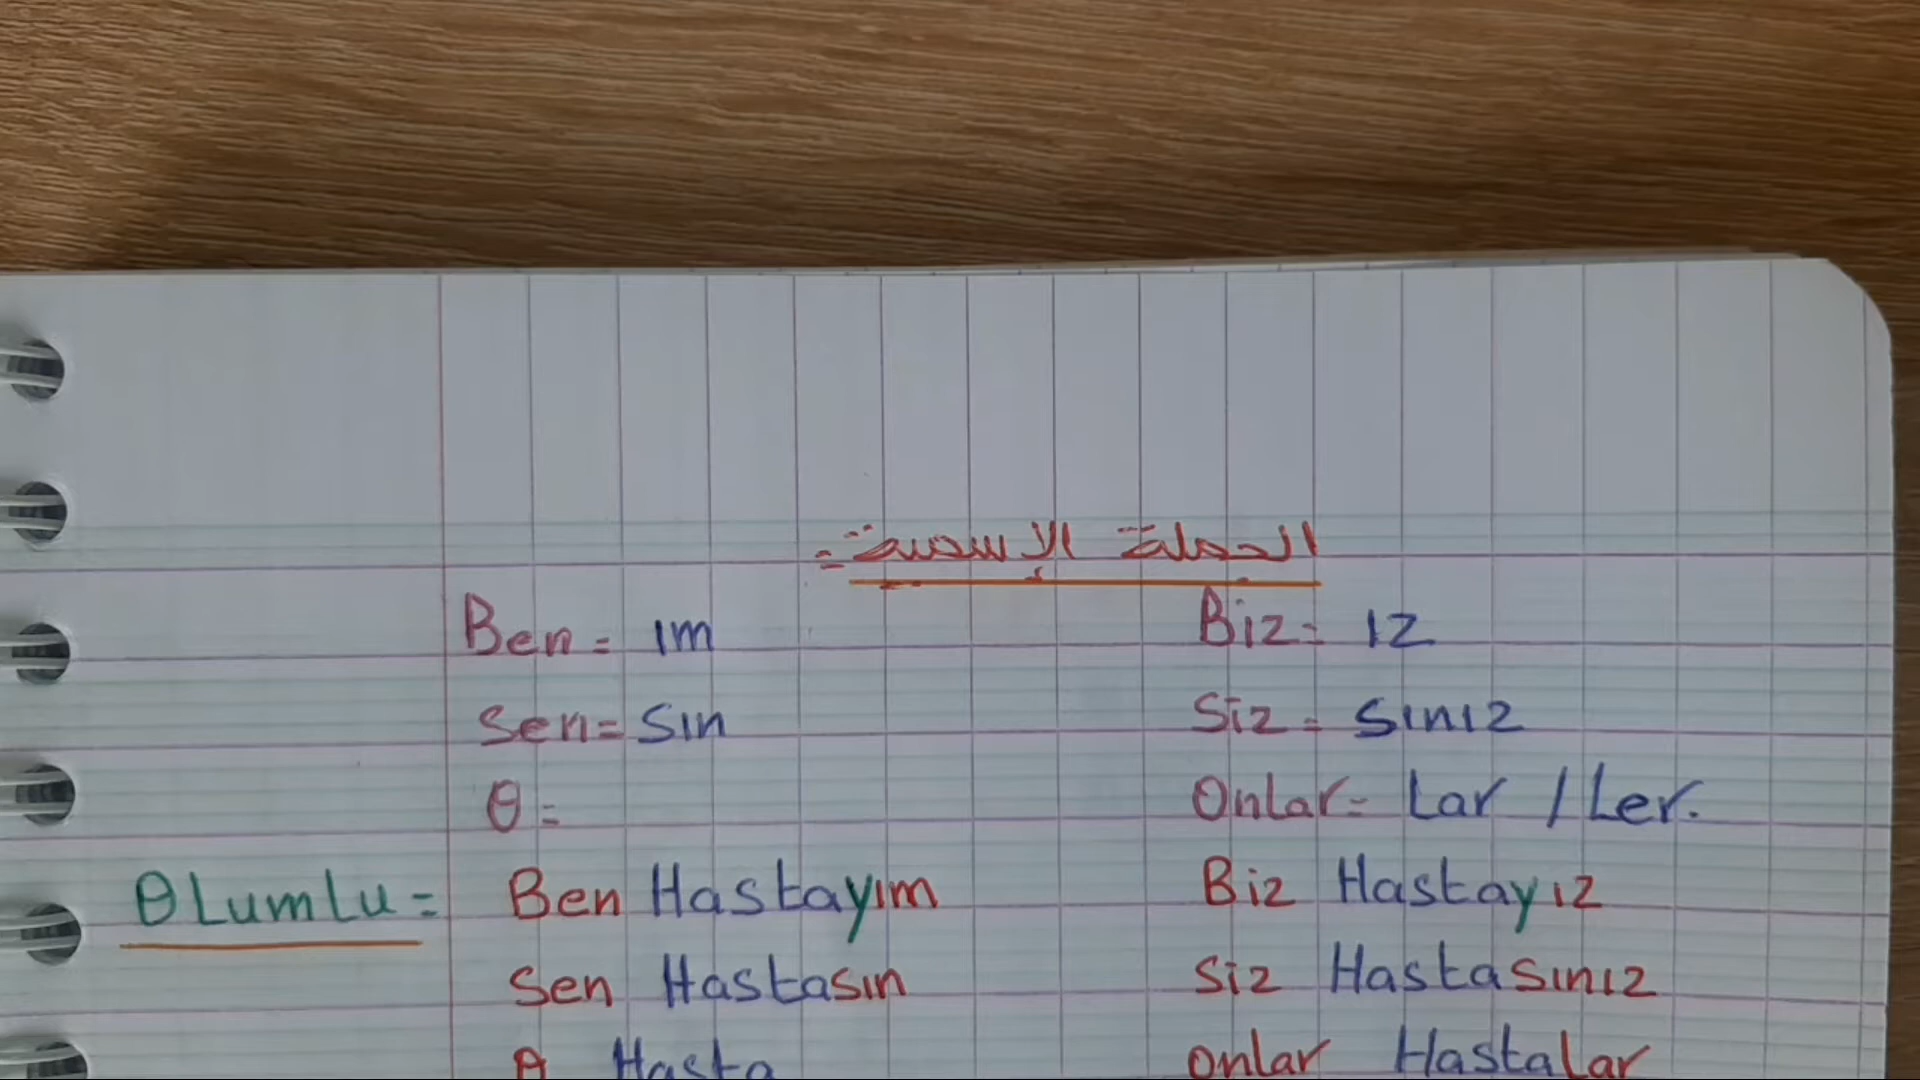 الجملة الإسمية:
Ben = ım Biz = ız
Sen = Sın Siz = Sınız
O = Onlar = Lar / Ler.
OLumLu = Ben Hastayım Biz Hastayız
Sen Hastasın Siz Hastasınız
O Hasta Onlar Hastalar